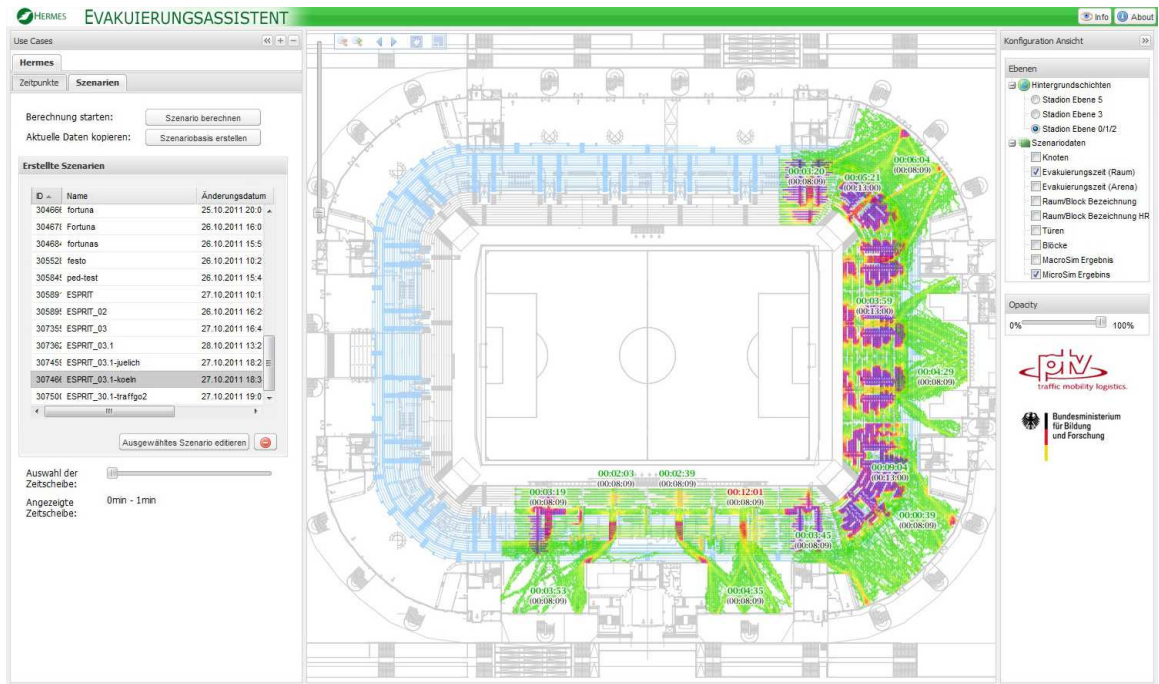 HERMES EVAKUIERUNGSASSISTENT
Info
About
Use Cases
Hermes
Zeitpunkte
Szenarien
Berechnung starten:
Szenario berechnen
Aktuelle Daten kopieren:
Szenariobasis erstellen
Erstellte Szenarien
ID Name Änderungsdatum
fortuna 25.10.2011 20:0
Fortuna 26.10.2011 16:0
fortunas 26.10.2011 15:5
festo 26.10.2011 10:2
ped-test 26.10.2011 15:4
ESPRIT 27.10.2011 10:1
ESPRIT_02 26.10.2011 16:2
ESPRIT_03 27.10.2011 16:4
ESPRIT_03.1 28.10.2011 13:2
ESPRIT_03.1-juelich 27.10.2011 18:2
ESPRIT_03.1-koeln 27.10.2011 18:3
ESPRIT_30.1-traffgo2 27.10.2011 19:0
Ausgewähltes Szenario editieren
Auswahl der
Zeitscheibe:
Angezeigte
Zeitscheibe:
0min - 1min
00:03:20
(00:08:09)
00:06:04
(00:08:09)
00:05:21
(00:13:00)
00:03:59
(00:13:00)
00:04:29
(00:08:09)
00:09:04
(00:13:00)
00:00:39
(00:08:09)
00:02:03
(00:08:09)
00:02:39
(00:08:09)
00:03:19
(00:08:09)
00:12:01
(00:08:09)
00:03:45
(00:08:09)
00:03:53
(00:08:09)
00:04:35
(00:08:09)
Konfiguration Ansicht
Ebenen
Hintergrundschichten
Stadion Ebene 5
Stadion Ebene 3
Stadion Ebene 0/1/2
Szenariodaten
Knoten
Evakuierungszeit (Raum)
Evakuierungszeit (Arena)
Raum/Block Bezeichnung
Raum/Block Bezeichnung HR
Türen
Blöcke
MacroSim Ergebnis
MicroSim Ergebins
Opacity
0% 100%
ptv
traffic mobility logistics.
Bundesministerium
für Bildung
und Forschung